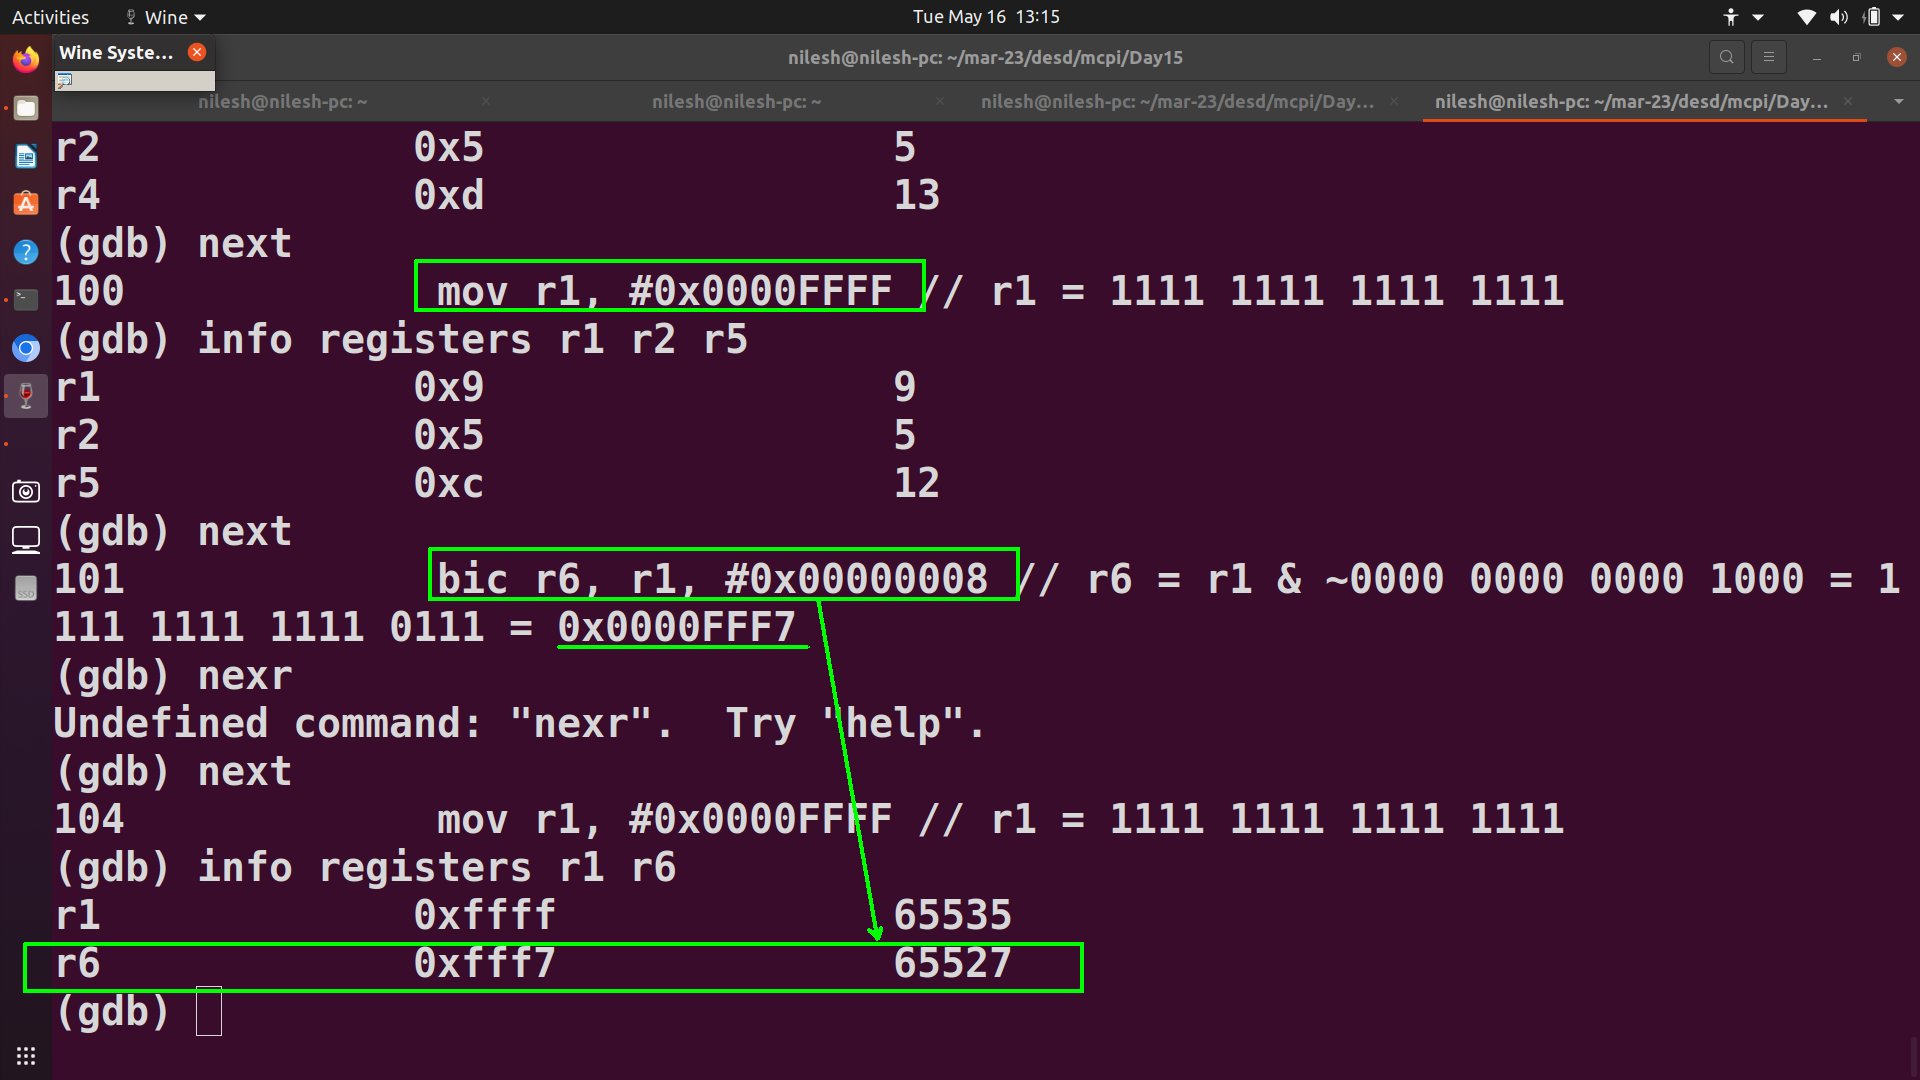 Activities Wine Tue May 16 13:15
Wine Syste...
nilesh@nilesh-pc: ~/mar-23/desd/mcpi/Day15
nilesh@nilesh-pc: ~ nilesh@nilesh-pc: ~ nilesh@nilesh-pc: ~/mar-23/desd/mcpi/Day... nilesh@nilesh-pc: ~/mar-23/desd/mcpi/Day...
r2 0x5 5
r4 0xd 13
(gdb) next
100 mov r1, #0x0000FFFF // r1 = 1111 1111 1111 1111
(gdb) info registers r1 r2 r5
r1 0x9 9
r2 0x5 5
r5 0xc 12
(gdb) next
101 bic r6, r1, #0x00000008 // r6 = r1 & ~0000 0000 0000 1000 = 1
111 1111 1111 0111 = 0x0000FFF7
(gdb) nexr
Undefined command: "nexr".  Try "help".
(gdb) next
104 mov r1, #0x0000FFFF // r1 = 1111 1111 1111 1111
(gdb) info registers r1 r6
r1 0xffff 65535
r6 0xfff7 65527
(gdb)
SSD